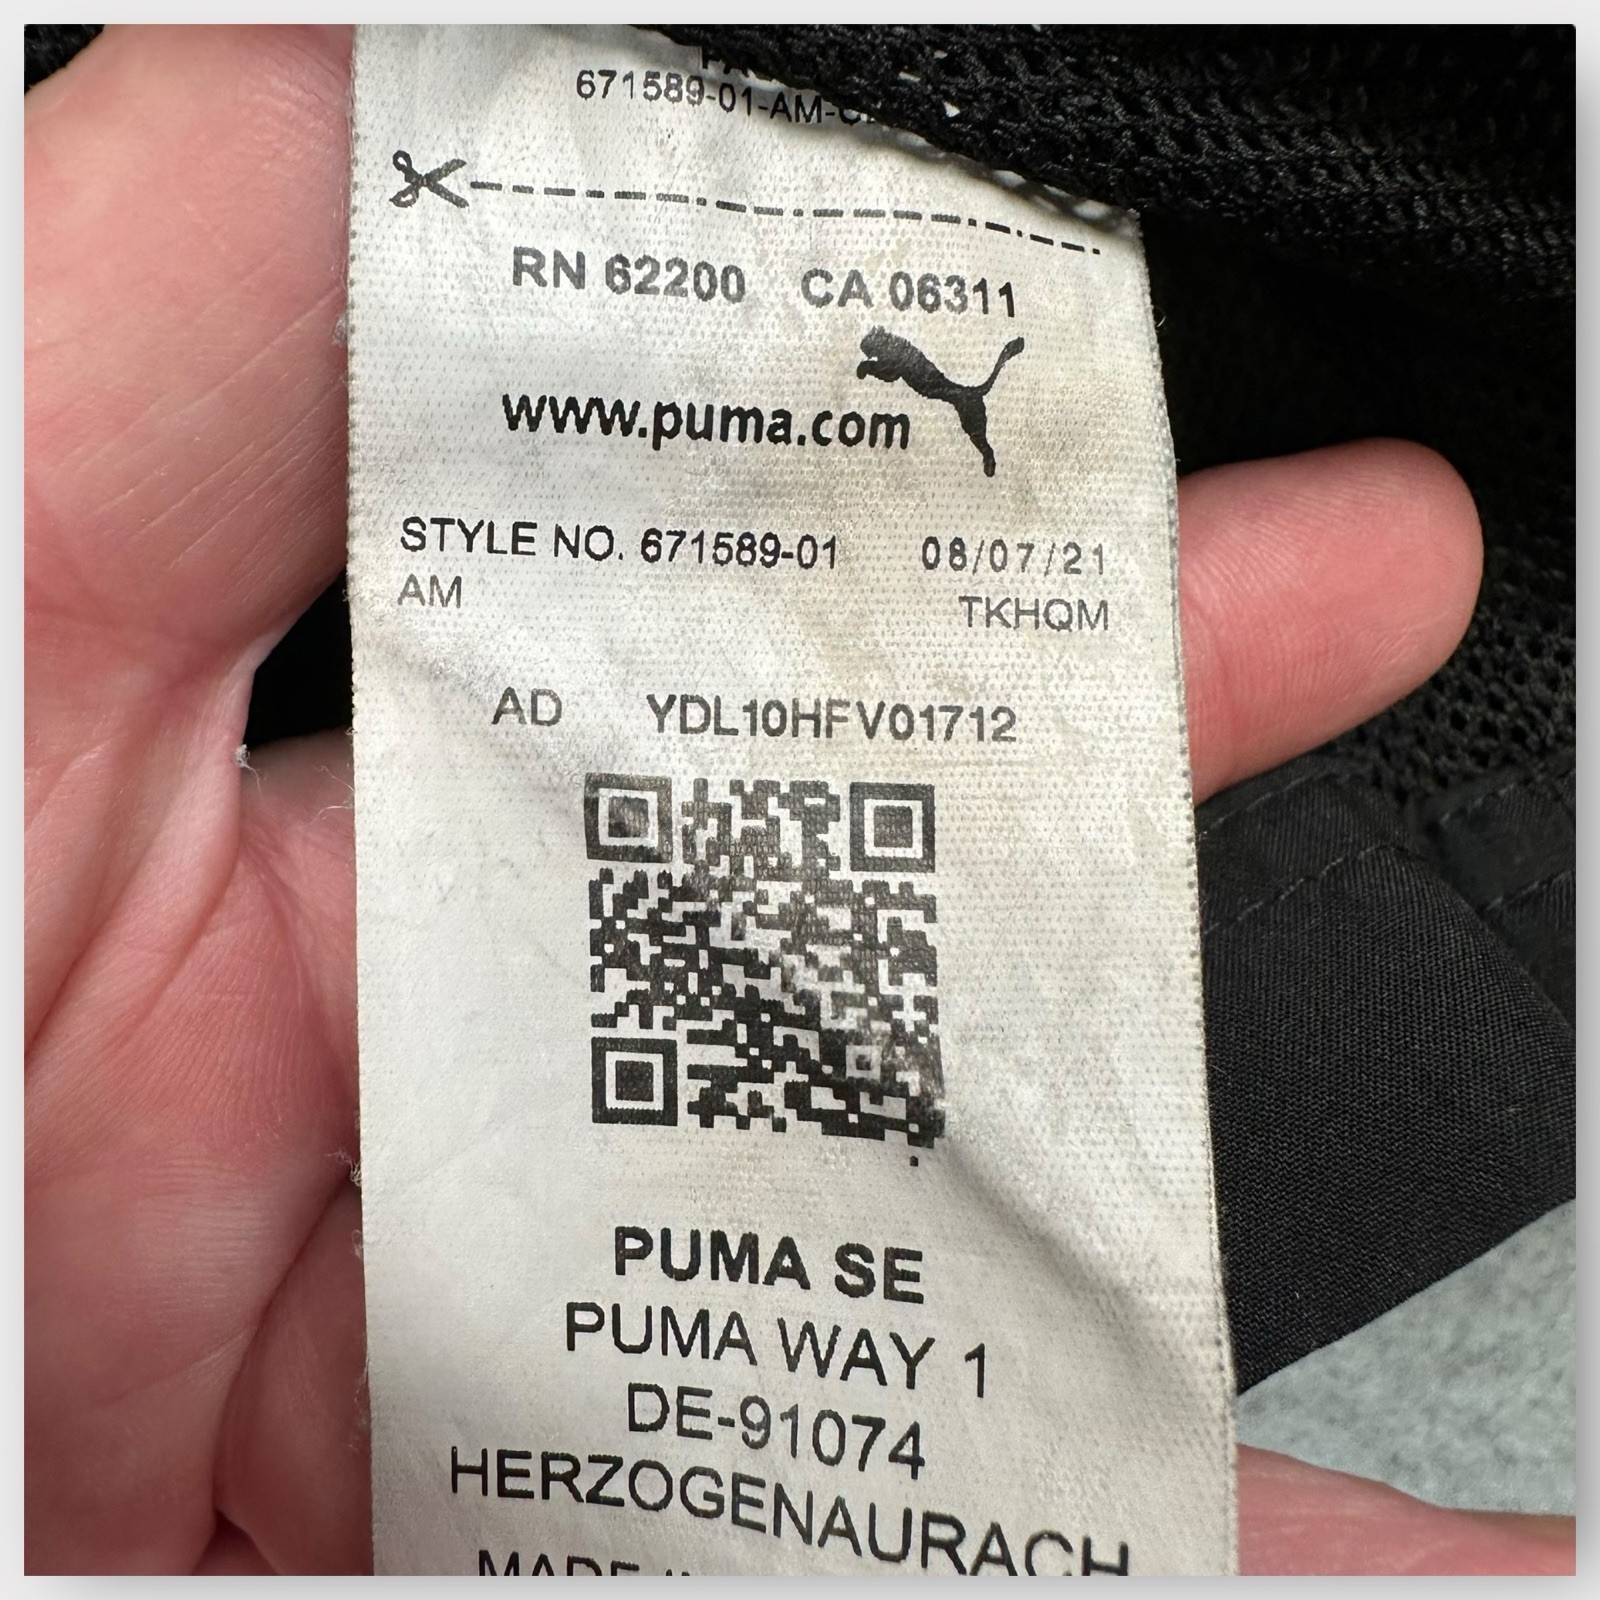 671589-01-AM-
RN 62200 CA 06311
www.puma.com
STYLE NO. 671589-01 08/07/21
AM TKHQM
AD YDL10HFV01712
PUMA SE
PUMA WAY 1
DE-91074
HERZOGENAURACH
MADE